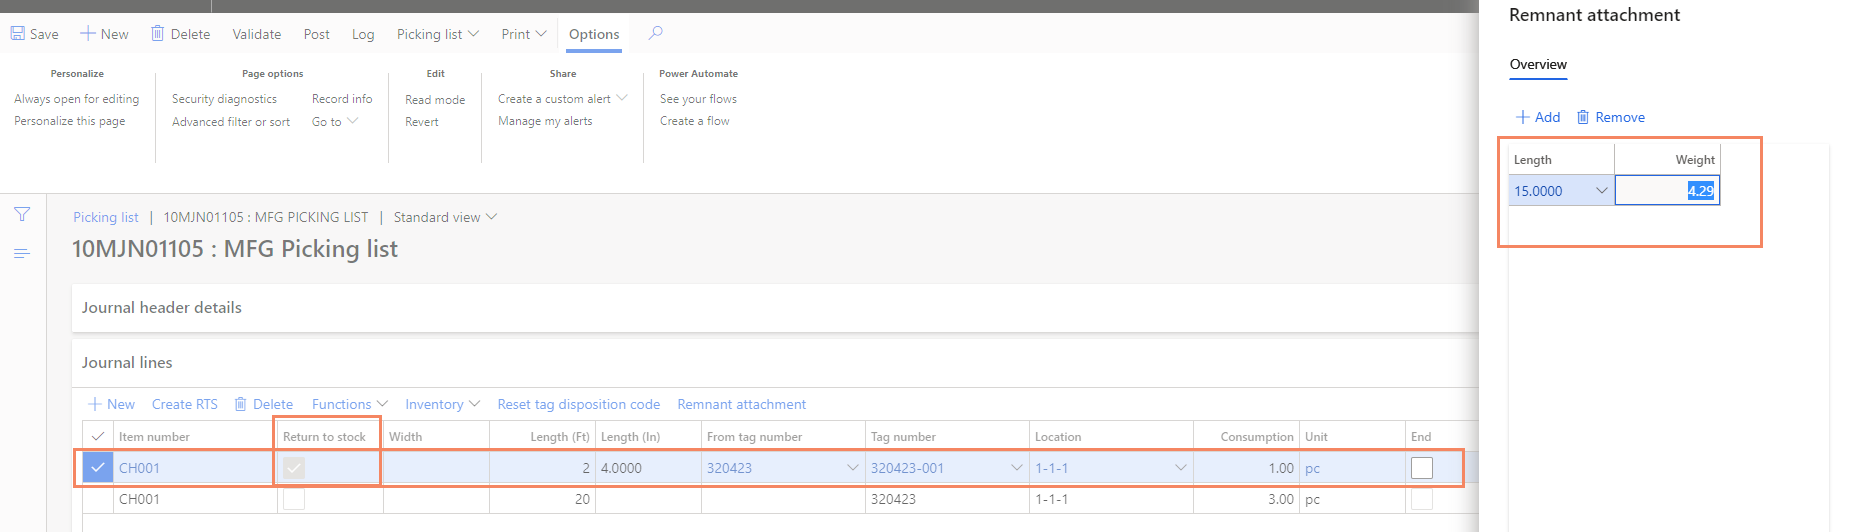 Save New Delete Validate Post Log Picking list Print Options
Personalize Page options Edit Share Power Automate
Always open for editing Security diagnostics Record info Read mode Create a custom alert See your flows
Personalize this page Advanced filter or sort Go to Revert Manage my alerts Create a flow
Picking list | 10MJN01105 : MFG PICKING LIST | Standard view
10MJN01105 : MFG Picking list
Journal header details
Journal lines
New Create RTS Delete Functions Inventory Reset tag disposition code Remnant attachment
Item number Return to stock Width Length (Ft) Length (In) From tag number Tag number Location Consumption Unit End
CH001 2 4.0000 320423 320423-001 1-1-1 1.00 pc
CH001 20 320423 1-1-1 3.00 pc
Remnant attachment
Overview
Add Remove
Length Weight
15.0000 4.29